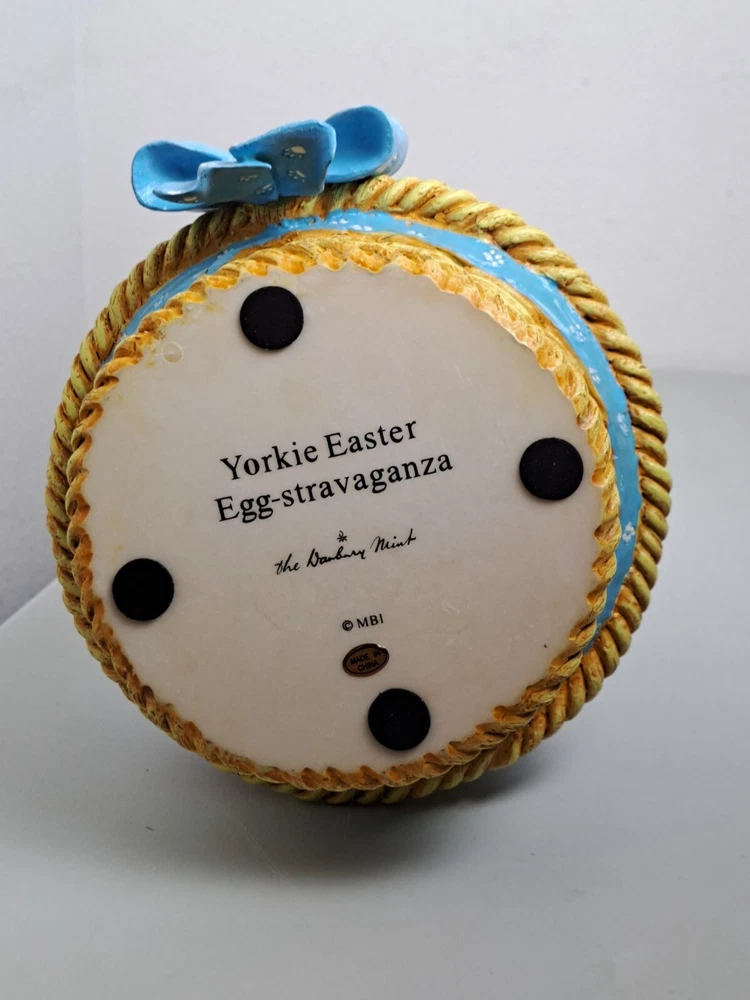 Yorkie Easter
Egg-stravaganza
the Danbury Mint
© MBI
MADE IN
CHINA